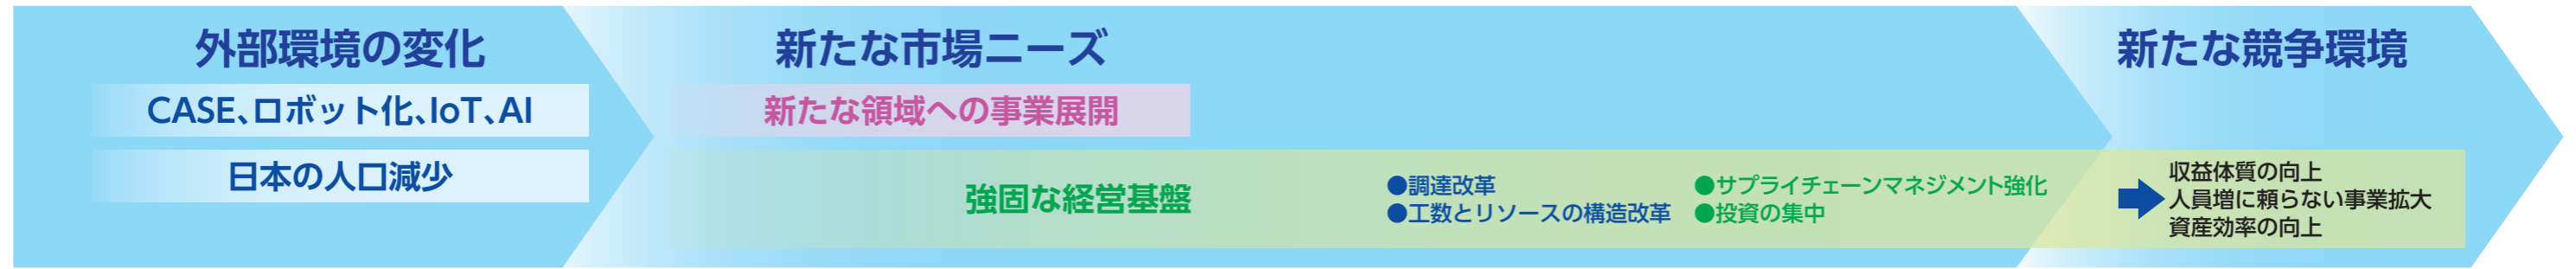 外部環境の変化
CASE、ロボット化、IoT、AI
日本の人口減少
新たな市場ニーズ
新たな領域への事業展開
強固な経営基盤
●調達改革
●工数とリソースの構造改革
●サプライチェーンマネジメント強化
●投資の集中
新たな競争環境
収益体質の向上
人員増に頼らない事業拡大
資産効率の向上